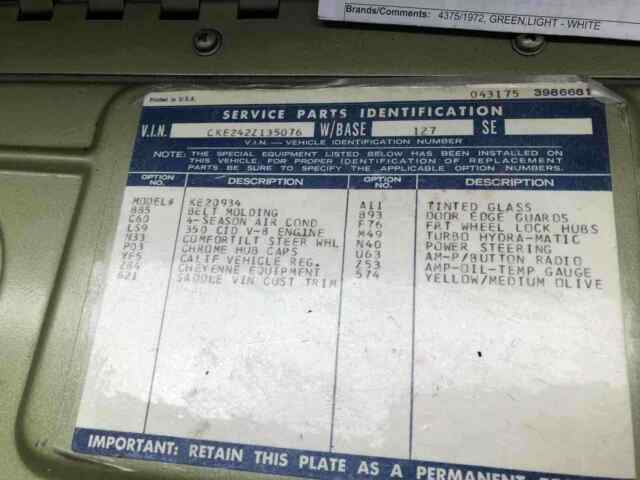 Brands/Comments: 4375/1972, GREEN,LIGHT - WHITE
Printed in U.S.A.
043175 3986681
SERVICE PARTS IDENTIFICATION
V.I.N. CKE242Z135076 W/BASE 127 SE
V.I.N. – VEHICLE IDENTIFICATION NUMBER
NOTE: THE SPECIAL EQUIPMENT LISTED BELOW HAS BEEN INSTALLED ON
THIS VEHICLE. FOR PROPER IDENTIFICATION OF REPLACEMENT
PARTS BE SURE TO SPECIFY THE APPLICABLE OPTION NUMBERS.
OPTION NO. DESCRIPTION OPTION NO. DESCRIPTION
MODEL# KE20934 A11 TINTED GLASS
B85 BELT MOLDING B93 DOOR EDGE GUARDS
C60 4-SEASON AIR COND F76 FRT WHEEL LOCK HUBS
LS9 350 CID V-8 ENGINE M49 TURBO HYDRA-MATIC
N33 COMFORTILT STEER WHL N40 POWER STEERING
P03 CHROME HUB CAPS U63 AM-P/BUTTON RADIO
YF5 CALIF VEHICLE REG. Z53 AMP-OIL-TEMP GAUGE
Z84 CHEYENNE EQUIPMENT 574 YELLOW/MEDIUM OLIVE
621 SADDLE VIN CUST TRIM
IMPORTANT: RETAIN THIS PLATE AS A PERMANENT